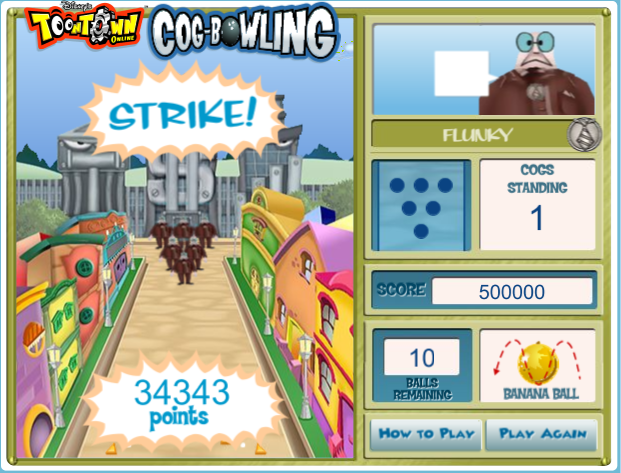 Disney's
TOONTOWN
ONLINE
COG-BOWLING
STRIKE!
34343
points
FLUNKY
COGS
STANDING
1
SCORE 500000
10
BALLS
REMAINING
BANANA BALL
HOW TO PLAY
PLAY AGAIN